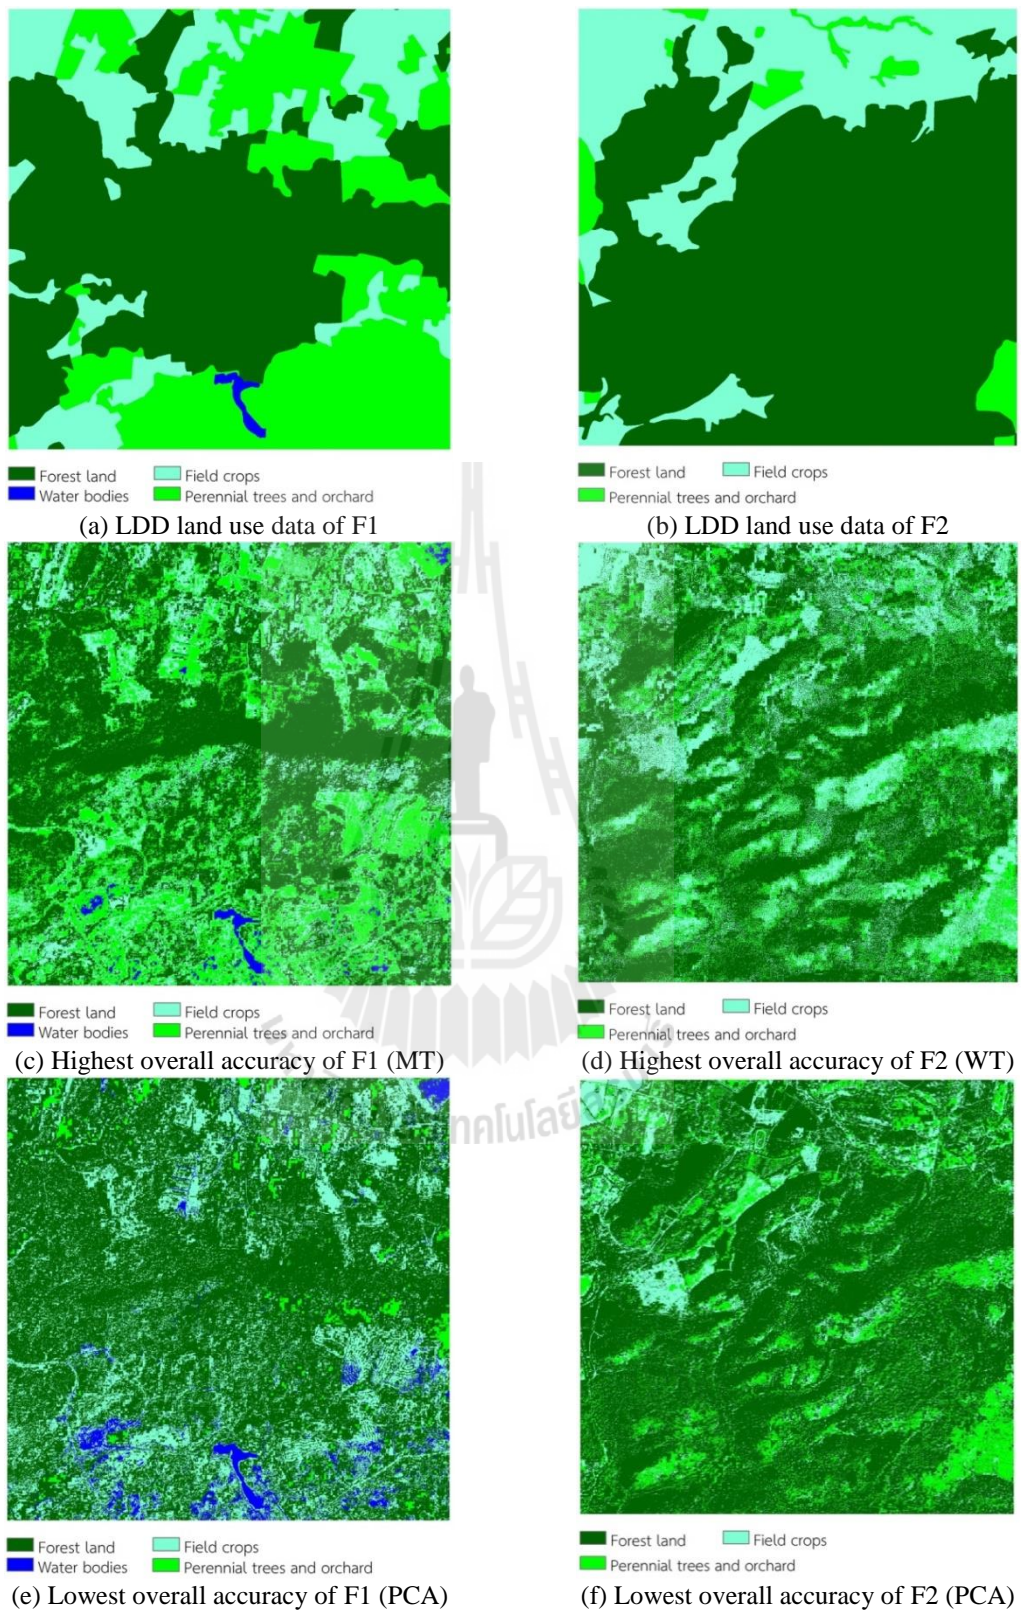 Forest land Field crops
Water bodies Perennial trees and orchard
(a) LDD land use data of F1
Forest land Field crops
Perennial trees and orchard
(b) LDD land use data of F2
Forest land Field crops
Water bodies Perennial trees and orchard
(c) Highest overall accuracy of F1 (MT)
Forest land Field crops
Perennial trees and orchard
(d) Highest overall accuracy of F2 (WT)
Forest land Field crops
Water bodies Perennial trees and orchard
(e) Lowest overall accuracy of F1 (PCA)
Forest land Field crops
Perennial trees and orchard
(f) Lowest overall accuracy of F2 (PCA)